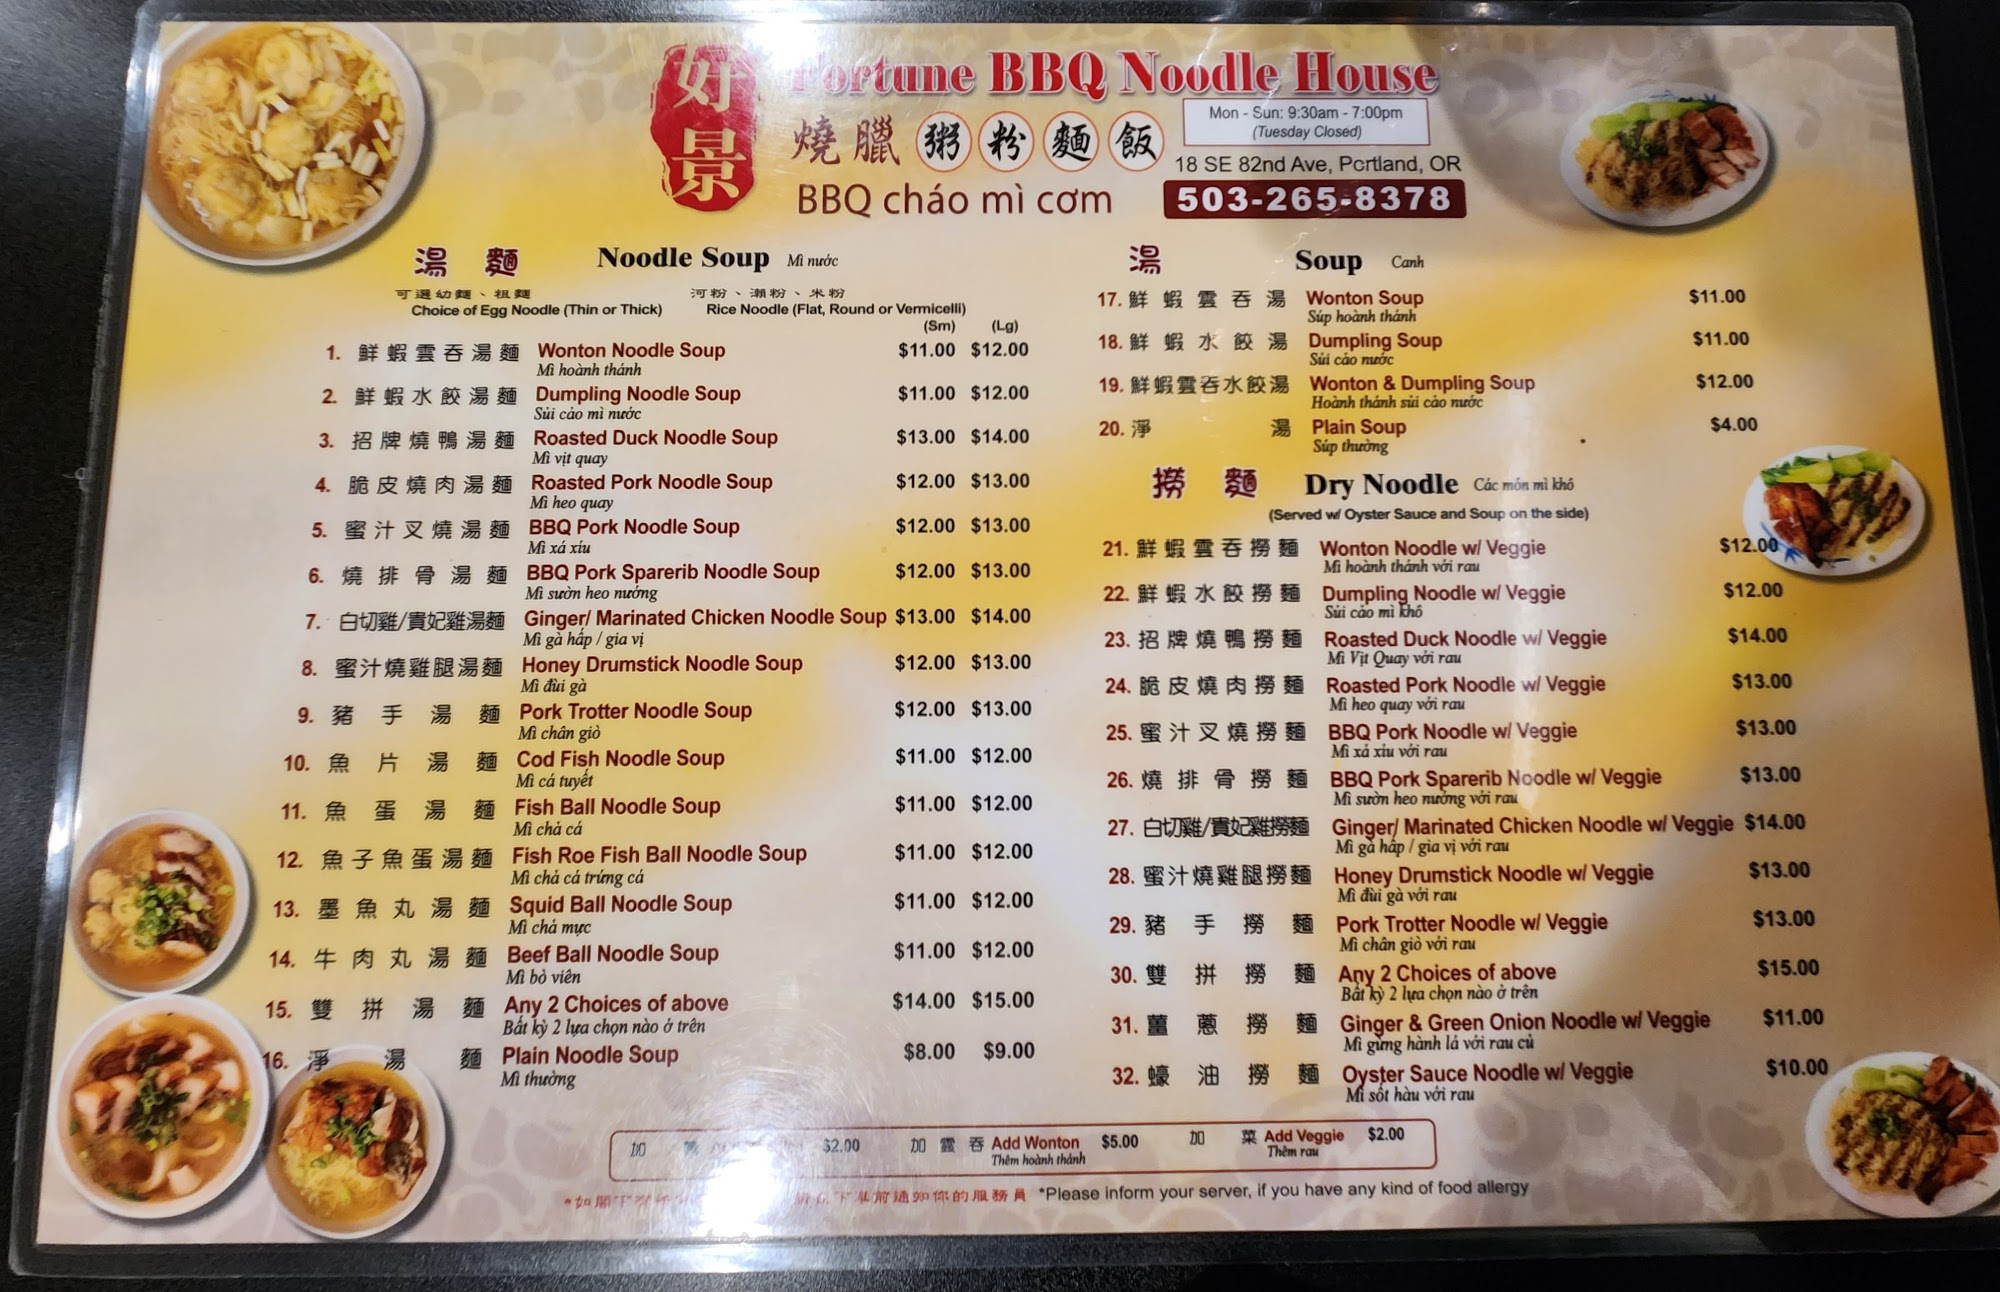 好景
Fortune BBQ Noodle House
燒臘 粥 粉 麵 飯
BBQ cháo mì cơm
Mon - Sun: 9:30am - 7:00pm
(Tuesday Closed)
18 SE 82nd Ave, Portland, OR
503-265-8378
湯 麵 Noodle Soup Mì nước
可選幼麵、粗麵 河粉、瀨粉、米粉
Choice of Egg Noodle (Thin or Thick) Rice Noodle (Flat, Round or Vermicelli)
(Sm) (Lg)
1. 鮮蝦雲吞湯麵 Wonton Noodle Soup $11.00 $12.00
Mì hoành thánh
2. 鮮蝦水餃湯麵 Dumpling Noodle Soup $11.00 $12.00
Sủi cảo mì nước
3. 招牌燒鴨湯麵 Roasted Duck Noodle Soup $13.00 $14.00
Mì vịt quay
4. 脆皮燒肉湯麵 Roasted Pork Noodle Soup $12.00 $13.00
Mì heo quay
5. 蜜汁叉燒湯麵 BBQ Pork Noodle Soup $12.00 $13.00
Mì xá xíu
6. 燒排骨湯麵 BBQ Pork Sparerib Noodle Soup $12.00 $13.00
Mì sườn heo nướng
7. 白切雞/貴妃雞湯麵 Ginger/ Marinated Chicken Noodle Soup $13.00 $14.00
Mì gà hấp / gia vị
8. 蜜汁燒雞腿湯麵 Honey Drumstick Noodle Soup $12.00 $13.00
Mì đùi gà
9. 豬手湯麵 Pork Trotter Noodle Soup $12.00 $13.00
Mì chân giò
10. 魚片湯麵 Cod Fish Noodle Soup $11.00 $12.00
Mì cá tuyết
11. 魚蛋湯麵 Fish Ball Noodle Soup $11.00 $12.00
Mì chả cá
12. 魚子魚蛋湯麵 Fish Roe Fish Ball Noodle Soup $11.00 $12.00
Mì chả cá trứng cá
13. 墨魚丸湯麵 Squid Ball Noodle Soup $11.00 $12.00
Mì chả mực
14. 牛肉丸湯麵 Beef Ball Noodle Soup $11.00 $12.00
Mì bò viên
15. 雙拼湯麵 Any 2 Choices of above $14.00 $15.00
Bất kỳ 2 lựa chọn nào ở trên
16. 淨湯麵 Plain Noodle Soup $8.00 $9.00
Mì thường
湯 Soup Canh
17. 鮮蝦雲吞湯 Wonton Soup $11.00
Súp hoành thánh
18. 鮮蝦水餃湯 Dumpling Soup $11.00
Sủi cảo nước
19. 鮮蝦雲吞水餃湯 Wonton & Dumpling Soup $12.00
Hoành thánh sủi cảo nước
20. 淨湯 Plain Soup $4.00
Súp thường
撈 麵 Dry Noodle Các món mì khô
(Served w/ Oyster Sauce and Soup on the side)
21. 鮮蝦雲吞撈麵 Wonton Noodle w/ Veggie $12.00
Mì hoành thánh với rau
22. 鮮蝦水餃撈麵 Dumpling Noodle w/ Veggie $12.00
Sủi cảo mì khô
23. 招牌燒鴨撈麵 Roasted Duck Noodle w/ Veggie $14.00
Mì Vịt Quay với rau
24. 脆皮燒肉撈麵 Roasted Pork Noodle w/ Veggie $13.00
Mì heo quay với rau
25. 蜜汁叉燒撈麵 BBQ Pork Noodle w/ Veggie $13.00
Mì xá xíu với rau
26. 燒排骨撈麵 BBQ Pork Sparerib Noodle w/ Veggie $13.00
Mì sườn heo nướng với rau
27. 白切雞/貴妃雞撈麵 Ginger/ Marinated Chicken Noodle w/ Veggie $14.00
Mì gà hấp / gia vị với rau
28. 蜜汁燒雞腿撈麵 Honey Drumstick Noodle w/ Veggie $13.00
Mì đùi gà với rau
29. 豬手撈麵 Pork Trotter Noodle w/ Veggie $13.00
Mì chân giò với rau
30. 雙拼撈麵 Any 2 Choices of above $15.00
Bất kỳ 2 lựa chọn nào ở trên
31. 薑蔥撈麵 Ginger & Green Onion Noodle w/ Veggie $11.00
Mì gừng hành lá với rau củ
32. 蠔油撈麵 Oyster Sauce Noodle w/ Veggie $10.00
Mì sốt hàu với rau
加 $2.00 加雲吞 Add Wonton $5.00 加菜 Add Veggie $2.00
Thêm hoành thánh Thêm rau
*如閣下 前通知你的服務員 *Please inform your server, if you have any kind of food allergy